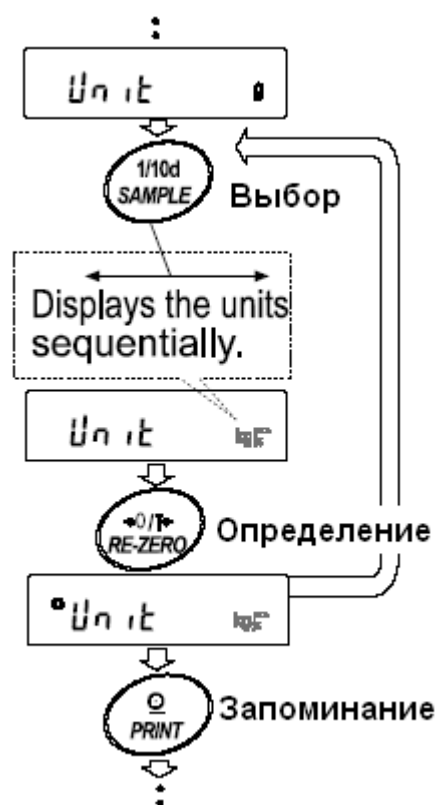 Unit g
1/10d
SAMPLE
Выбор
Displays the units
sequentially.
Unit
→0/T←
RE-ZERO
Определение
Unit
PRINT
Запоминание